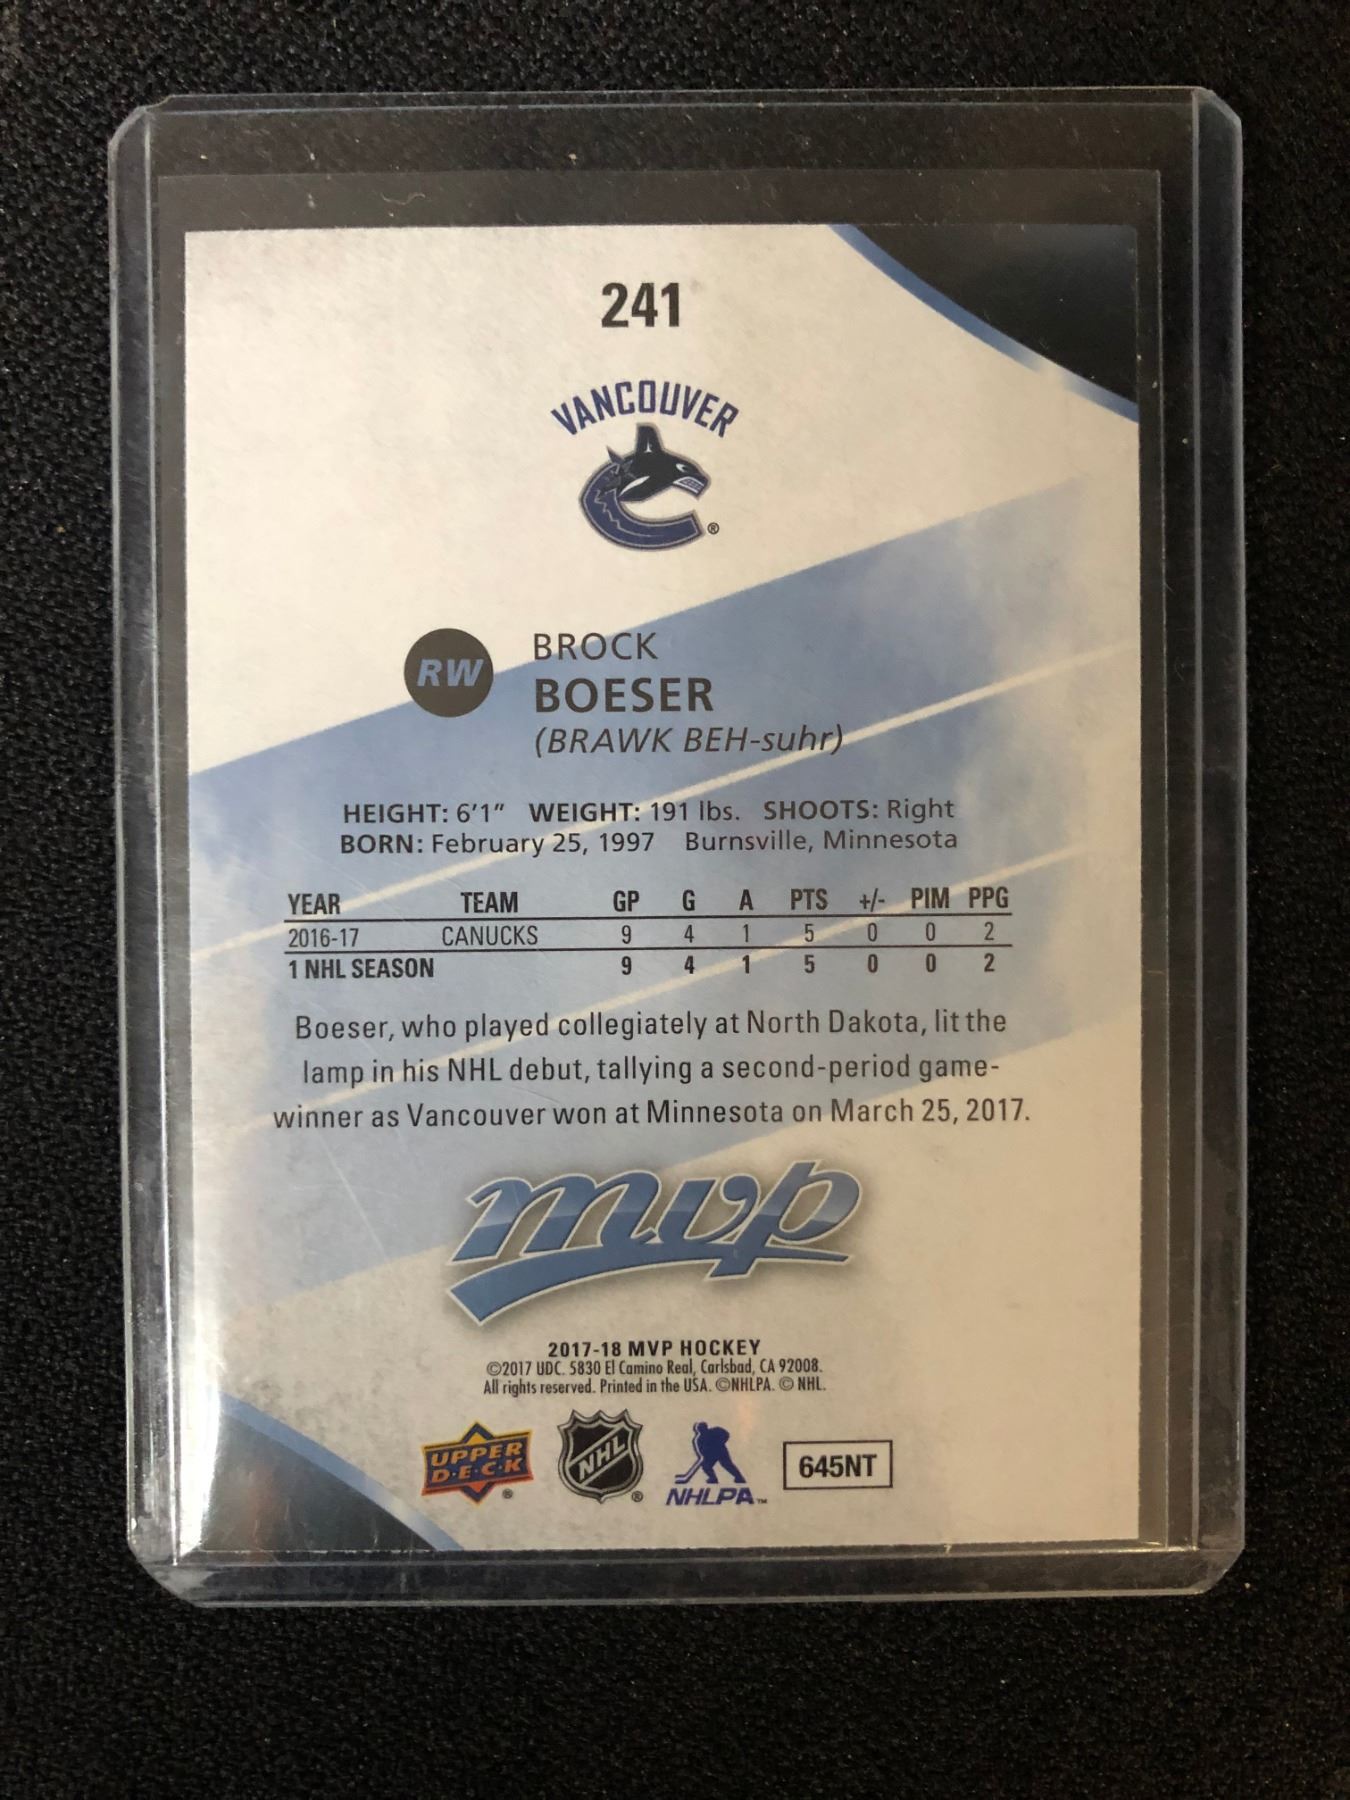 241
VANCOUVER
®
RW
BROCK
BOESER
(BRAWK BEH-suhr)
HEIGHT: 6'1" WEIGHT: 191 lbs. SHOOTS: Right
BORN: February 25, 1997 Burnsville, Minnesota
YEAR TEAM GP G A PTS +/- PIM PPG
2016-17 CANUCKS 9 4 1 5 0 0 2
1 NHL SEASON 9 4 1 5 0 0 2
Boeser, who played collegiately at North Dakota, lit the
lamp in his NHL debut, tallying a second-period game-
winner as Vancouver won at Minnesota on March 25, 2017.
mvp
2017-18 MVP HOCKEY
©2017 UDC. 5830 El Camino Real, Carlsbad, CA 92008.
All rights reserved. Printed in the USA. ©NHLPA. © NHL.
UPPER
D·E·C·K ®
NHL ®
NHLPA™
645NT